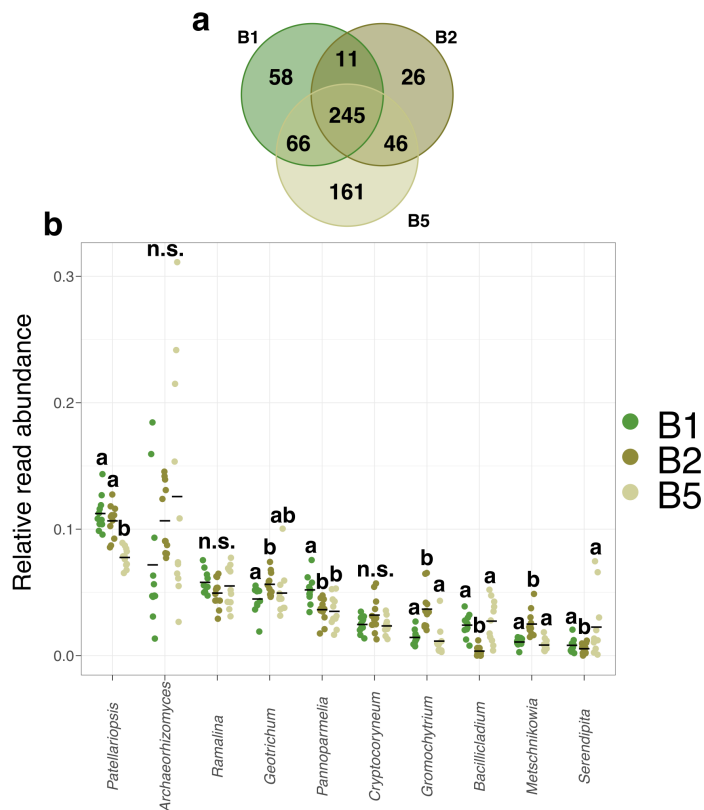 a
B1
B2
11
58
26
245
66
46
161
B5
b
n.s.
0.3
0.2
0.1
0.0
Relative read abundance
a
a
b
n.s.
a
b
ab
a
b
b
n.s.
a
b
a
a
b
a
a
b
a
a
b
a
B1
B2
B5
Patellariopsis
Archaeorhizomyces
Ramalina
Geotrichum
Pannoparmelia
Cryptocoryneum
Gromochytrium
Bacillicladium
Metschnikowia
Serendipita